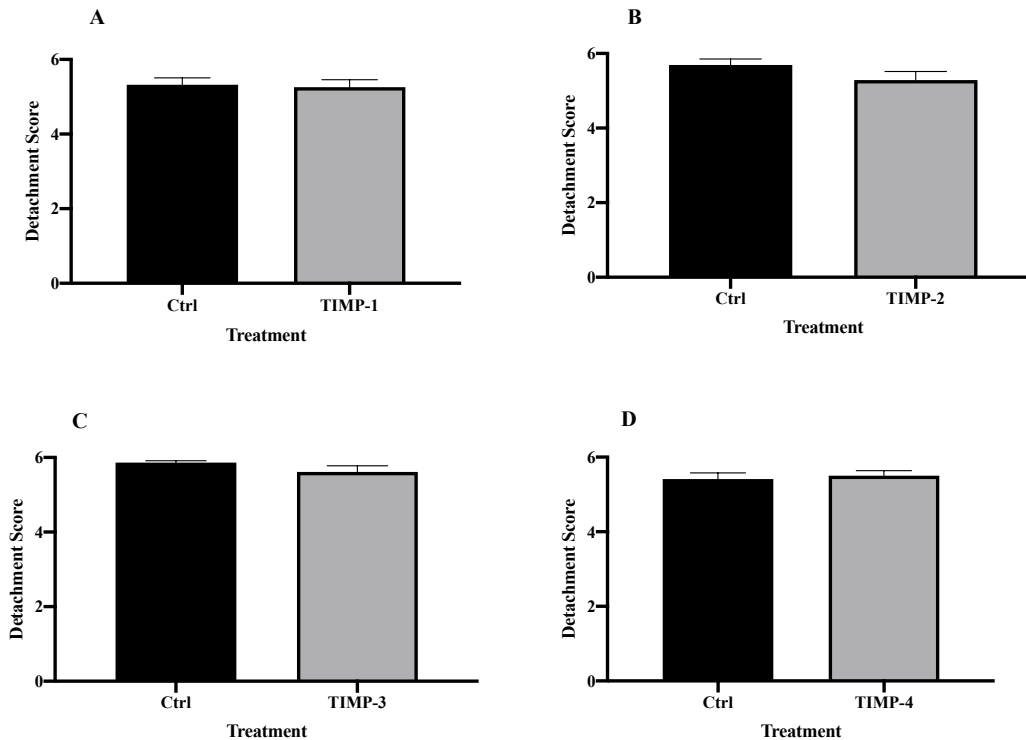 A
Detachment Score
6
4
2
0
Ctrl
TIMP-1
Treatment
B
Detachment Score
6
4
2
0
Ctrl
TIMP-2
Treatment
C
Detachment Score
6
4
2
0
Ctrl
TIMP-3
Treatment
D
Detachment Score
6
4
2
0
Ctrl
TIMP-4
Treatment